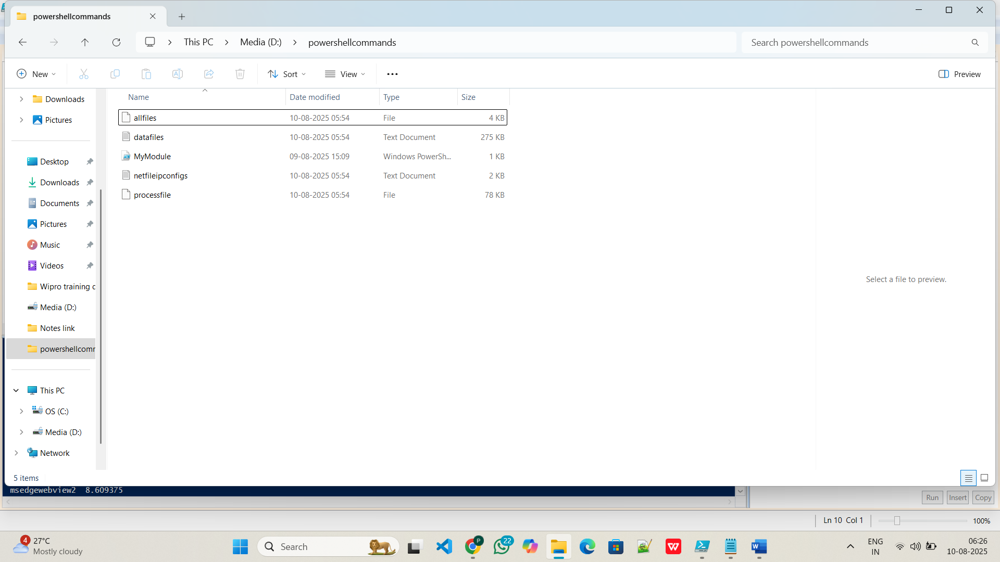 powershellcommands
This PC
Media (D:)
powershellcommands
Search powershellcommands
New
Sort
View
Preview
Name
Date modified
Type
Size
allfiles
10-08-2025 05:54
File
4 KB
datafiles
10-08-2025 05:54
Text Document
275 KB
MyModule
09-08-2025 15:09
Windows PowerSh...
1 KB
netfileipconfigs
10-08-2025 05:54
Text Document
2 KB
processfile
10-08-2025 05:54
File
78 KB
Downloads
Pictures
Desktop
Downloads
Documents
Pictures
Music
Videos
Wipro training c
Media (D:)
Notes link
powershellcomm
This PC
OS (C:)
Media (D:)
Network
Select a file to preview.
5 items
msedgewebview2 8.609375
Run
Insert
Copy
Ln 10 Col 1
100%
4
27°C
Mostly cloudy
Search
P
22
W
W
ENG
IN
06:26
10-08-2025